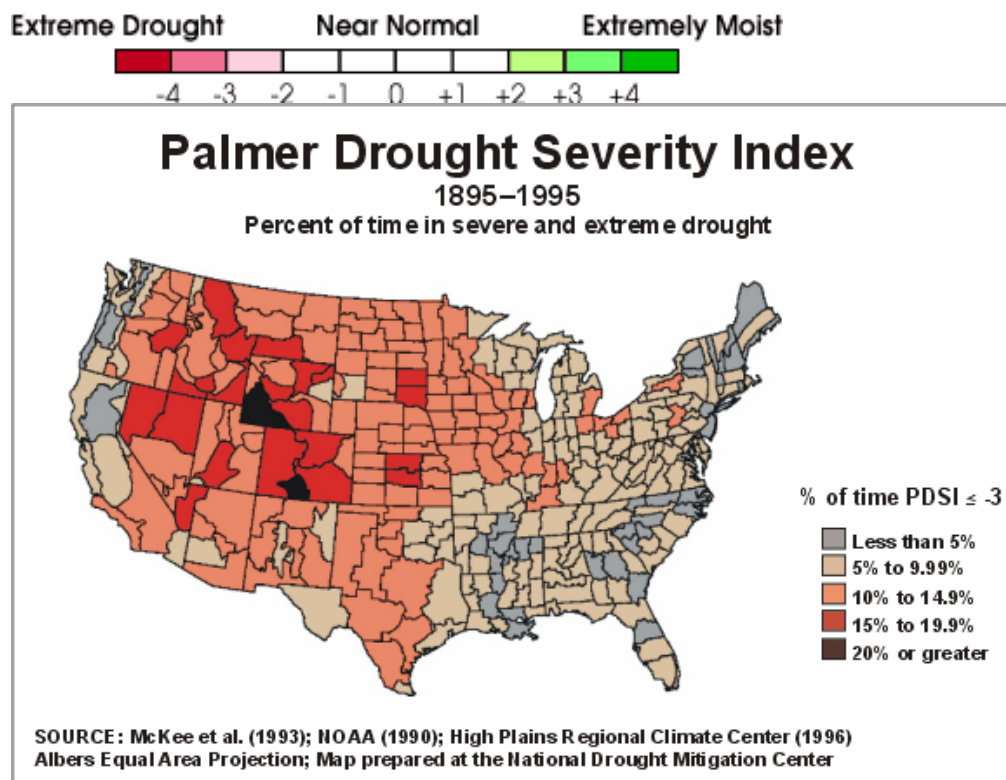 Extreme Drought Near Normal Extremely Moist
-4 -3 -2 -1 0 +1 +2 +3 +4
Palmer Drought Severity Index
1895–1995
Percent of time in severe and extreme drought
% of time PDSI ≤ -3
Less than 5%
5% to 9.99%
10% to 14.9%
15% to 19.9%
20% or greater
SOURCE: McKee et al. (1993); NOAA (1990); High Plains Regional Climate Center (1996)
Albers Equal Area Projection; Map prepared at the National Drought Mitigation Center